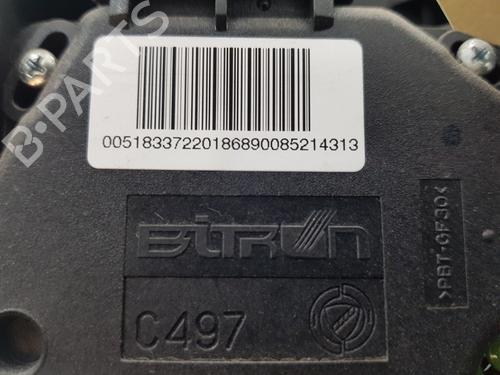 B-PARTS
00518337220186890085214313
BITRON
C497
>PBT-GF30<